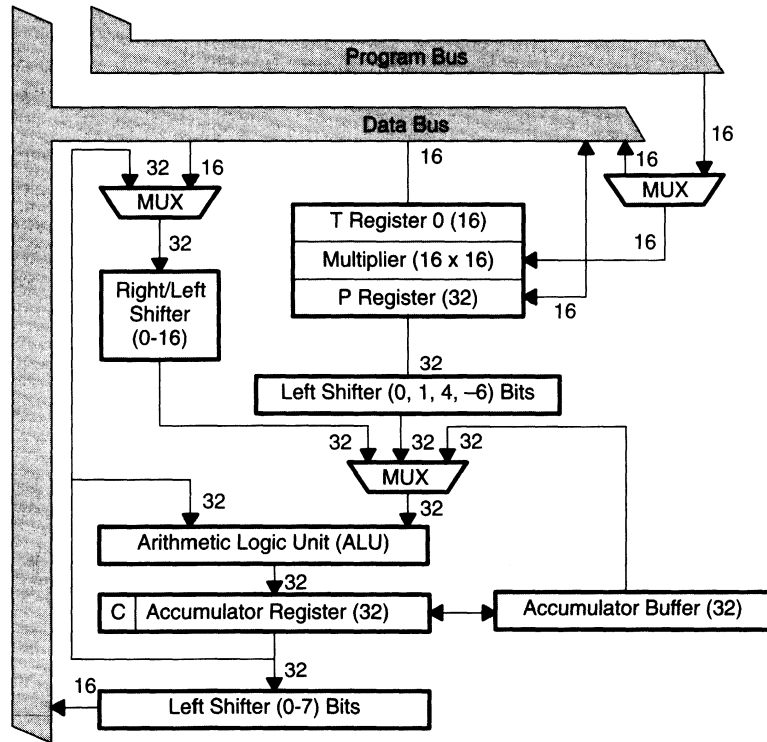 Program Bus
Data Bus
16
32
16
16
16
MUX
MUX
T Register 0 (16)
32
16
Multiplier (16 x 16)
Right/Left
Shifter
(0-16)
P Register (32)
16
32
Left Shifter (0, 1, 4, –6) Bits
32
32
32
MUX
32
32
Arithmetic Logic Unit (ALU)
32
C
Accumulator Register (32)
Accumulator Buffer (32)
32
16
Left Shifter (0-7) Bits